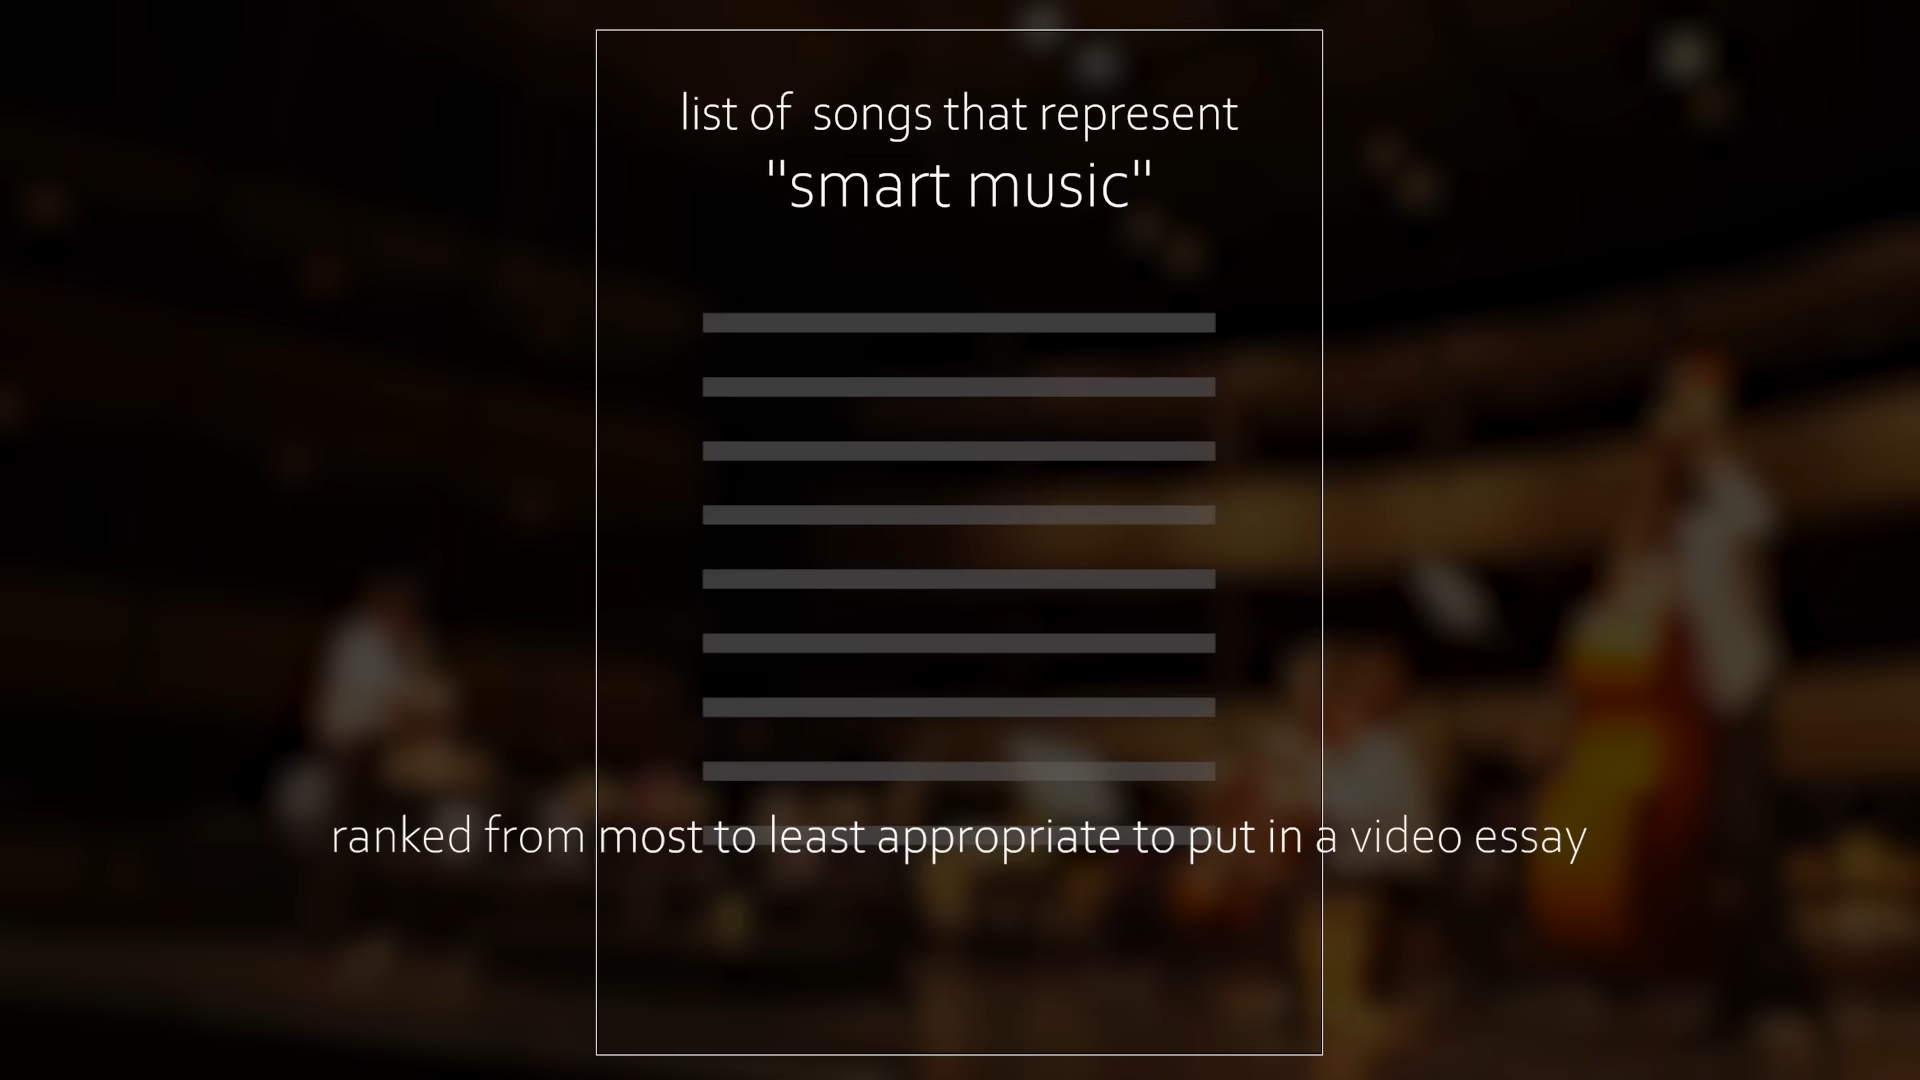 list of songs that represent
"smart music"
ranked from most to least appropriate to put in a video essay